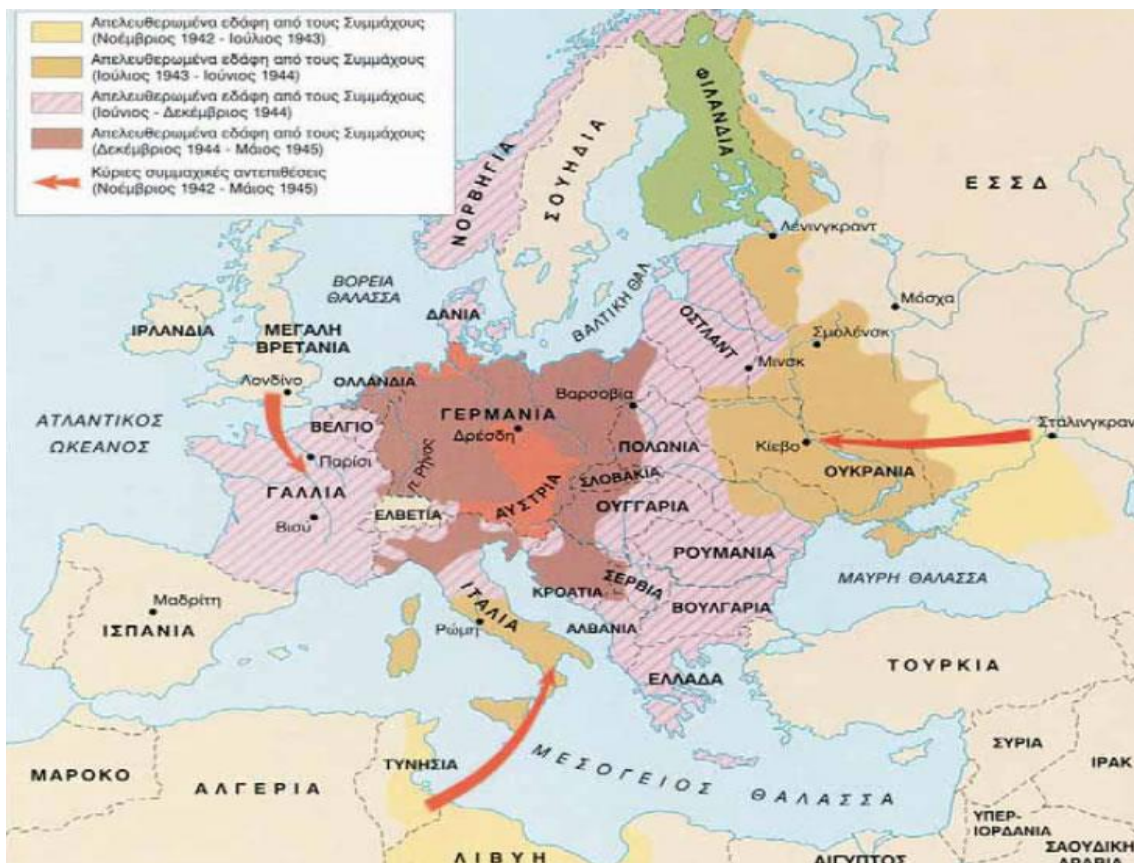 Απελευθερωμένα εδάφη από τους Συμμάχους
(Νοέμβριος 1942 - Ιούλιος 1943)
Απελευθερωμένα εδάφη από τους Συμμάχους
(Ιούλιος 1943 - Ιούνιος 1944)
Απελευθερωμένα εδάφη από τους Συμμάχους
(Ιούνιος - Δεκέμβριος 1944)
Απελευθερωμένα εδάφη από τους Συμμάχους
(Δεκέμβριος 1944 - Μάιος 1945)
Κύριες συμμαχικές αντεπιθέσεις
(Νοέμβριος 1942 - Μάιος 1945)
ΝΟΡΒΗΓΙΑ
ΣΟΥΗΔΙΑ
ΦΙΛΑΝΔΙΑ
ΕΣΣΔ
Λένινγκραντ
Μόσχα
Σμολένσκ
Μινσκ
ΟΣΤΛΑΝΤ
ΒΑΛΤΙΚΗ ΘΑΛ.
ΒΟΡΕΙΑ
ΘΑΛΑΣΣΑ
ΔΑΝΙΑ
ΙΡΛΑΝΔΙΑ
ΜΕΓΑΛΗ
ΒΡΕΤΑΝΙΑ
Λονδίνο
ΟΛΛΑΝΔΙΑ
ΑΤΛΑΝΤΙΚΟΣ
ΩΚΕΑΝΟΣ
ΒΕΛΓΙΟ
Παρίσι
ΓΑΛΛΙΑ
Βισύ
π. Ρήνος
ΓΕΡΜΑΝΙΑ
Δρέσδη
Βαρσοβία
ΠΟΛΩΝΙΑ
Κίεβο
ΟΥΚΡΑΝΙΑ
Στάλινγκραντ
ΣΛΟΒΑΚΙΑ
ΑΥΣΤΡΙΑ
ΕΛΒΕΤΙΑ
ΟΥΓΓΑΡΙΑ
ΡΟΥΜΑΝΙΑ
ΜΑΥΡΗ ΘΑΛΑΣΣΑ
ΚΡΟΑΤΙΑ
ΣΕΡΒΙΑ
ΒΟΥΛΓΑΡΙΑ
ΙΤΑΛΙΑ
Ρώμη
ΑΛΒΑΝΙΑ
ΕΛΛΑΔΑ
Μαδρίτη
ΙΣΠΑΝΙΑ
ΤΟΥΡΚΙΑ
ΜΑΡΟΚΟ
ΑΛΓΕΡΙΑ
ΤΥΝΗΣΙΑ
ΜΕΣΟΓΕΙΟΣ ΘΑΛΑΣΣΑ
ΣΥΡΙΑ
ΙΡΑΚ
ΥΠΕΡ-
ΙΟΡΔΑΝΙΑ
ΛΙΒΥΗ
ΑΙΓΥΠΤΟΣ
ΣΑΟΥΔΙΚΗ
ΑΡΑΒΙΑ